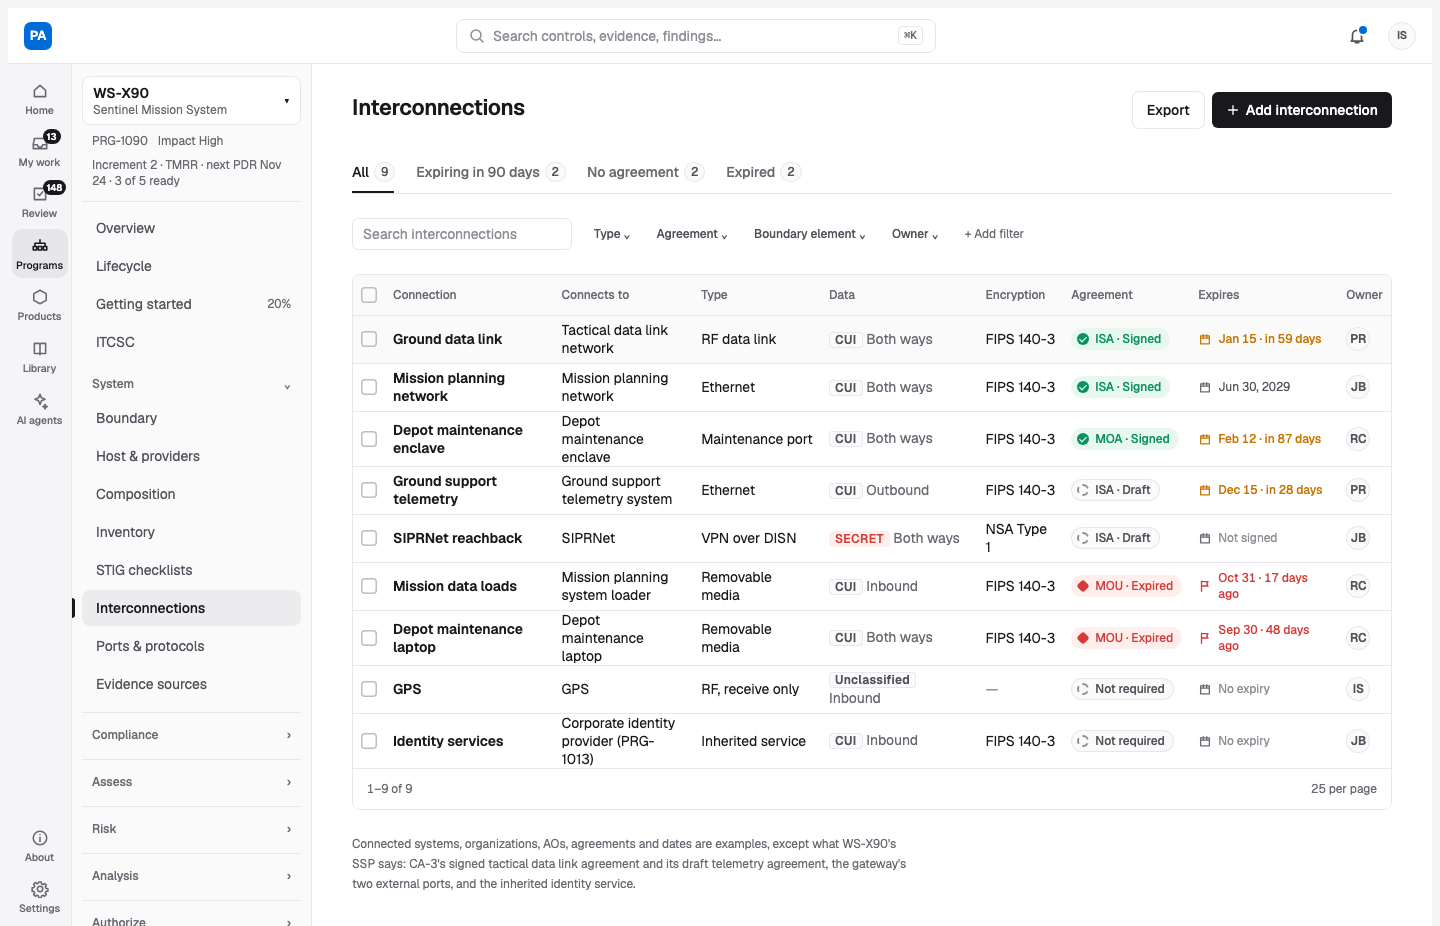 PA
Search controls, evidence, findings...
⌘K
IS
Home
13
My work
148
Review
Programs
Products
Library
AI agents
About
Settings
WS-X90
Sentinel Mission System
PRG-1090 Impact High
Increment 2 · TMRR · next PDR Nov
24 · 3 of 5 ready
Overview
Lifecycle
Getting started 20%
ITCSC
System
Boundary
Host & providers
Composition
Inventory
STIG checklists
Interconnections
Ports & protocols
Evidence sources
Compliance
Assess
Risk
Analysis
Authorize
Interconnections
Export
+ Add interconnection
All 9
Expiring in 90 days 2
No agreement 2
Expired 2
Search interconnections
Type
Agreement
Boundary element
Owner
+ Add filter
Connection Connects to Type Data Encryption Agreement Expires Owner
Ground data link
Tactical data link
network
RF data link
CUI Both ways
FIPS 140-3
ISA · Signed
Jan 15 · in 59 days
PR
Mission planning
network
Mission planning
network
Ethernet
CUI Both ways
FIPS 140-3
ISA · Signed
Jun 30, 2029
JB
Depot maintenance
enclave
Depot
maintenance
enclave
Maintenance port
CUI Both ways
FIPS 140-3
MOA · Signed
Feb 12 · in 87 days
RC
Ground support
telemetry
Ground support
telemetry system
Ethernet
CUI Outbound
FIPS 140-3
ISA · Draft
Dec 15 · in 28 days
PR
SIPRNet reachback
SIPRNet
VPN over DISN
SECRET Both ways
NSA Type
1
ISA · Draft
Not signed
JB
Mission data loads
Mission planning
system loader
Removable
media
CUI Inbound
FIPS 140-3
MOU · Expired
Oct 31 · 17 days
ago
RC
Depot maintenance
laptop
Depot
maintenance
laptop
Removable
media
CUI Both ways
FIPS 140-3
MOU · Expired
Sep 30 · 48 days
ago
RC
GPS
GPS
RF, receive only
Unclassified
Inbound
—
Not required
No expiry
IS
Identity services
Corporate identity
provider (PRG-
1013)
Inherited service
CUI Inbound
FIPS 140-3
Not required
No expiry
JB
1–9 of 9
25 per page
Connected systems, organizations, AOs, agreements and dates are examples, except what WS-X90's
SSP says: CA-3's signed tactical data link agreement and its draft telemetry agreement, the gateway's
two external ports, and the inherited identity service.